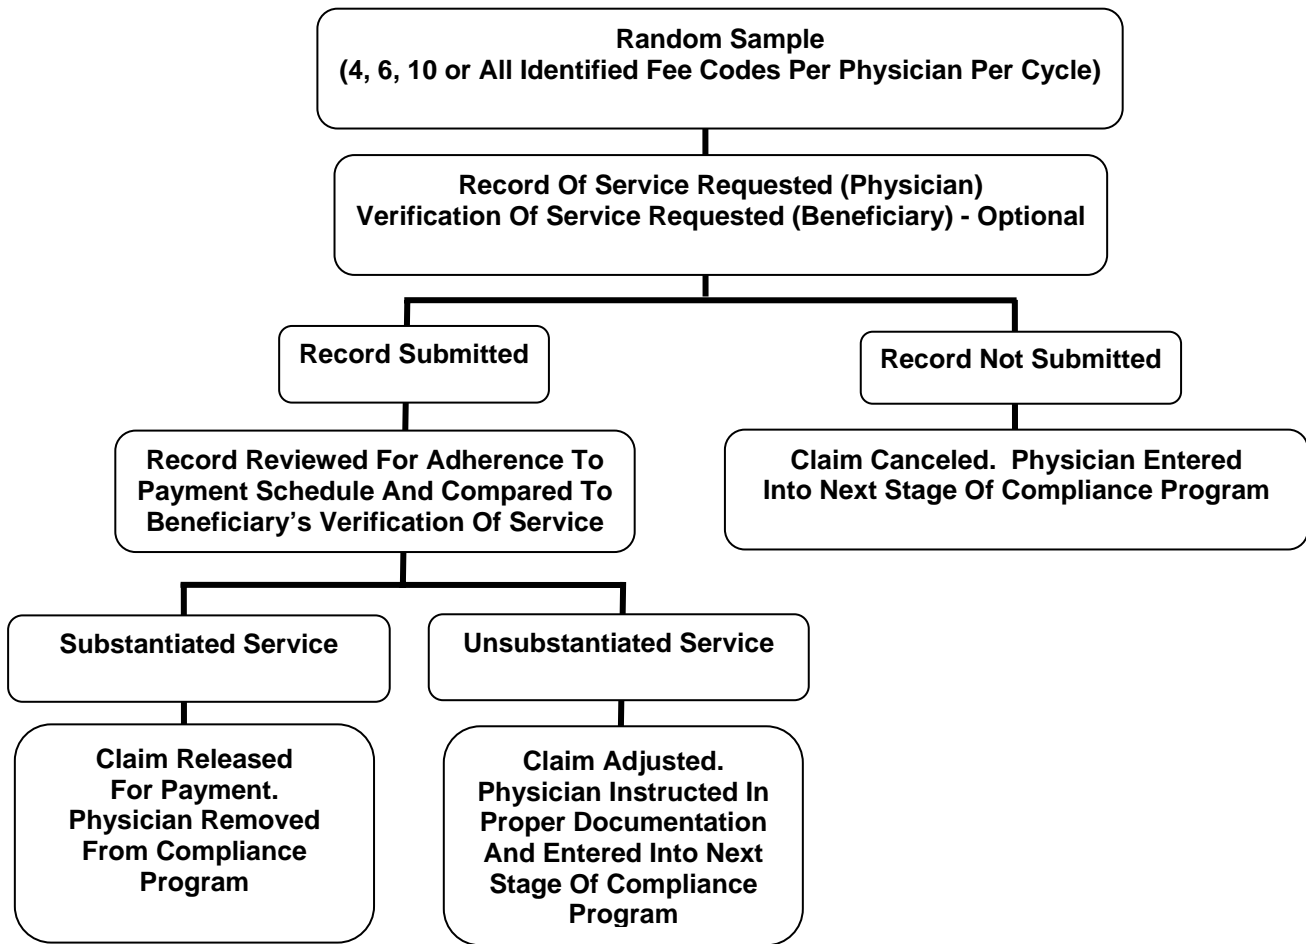 Random Sample
(4, 6, 10 or All Identified Fee Codes Per Physician Per Cycle)
Record Of Service Requested (Physician)
Verification Of Service Requested (Beneficiary) - Optional
Record Submitted
Record Not Submitted
Record Reviewed For Adherence To
Payment Schedule And Compared To
Beneficiary’s Verification Of Service
Claim Canceled.  Physician Entered
Into Next Stage Of Compliance Program
Substantiated Service
Unsubstantiated Service
Claim Released
For Payment.
Physician Removed
From Compliance
Program
Claim Adjusted.
Physician Instructed In
Proper Documentation
And Entered Into Next
Stage Of Compliance
Program